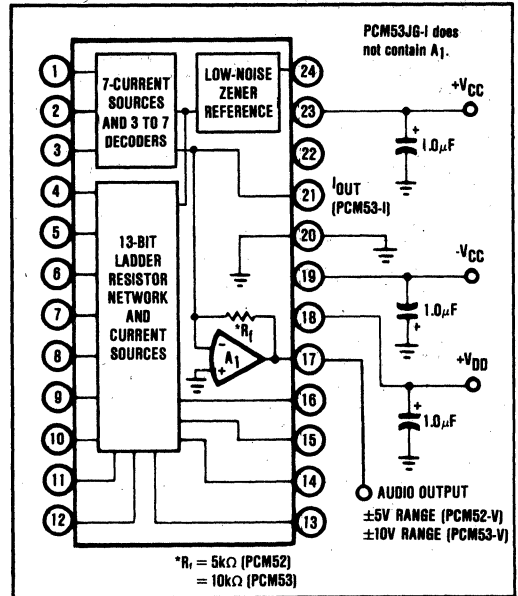 PCM53JG-I does
not contain A1.
7-CURRENT
SOURCES
AND 3 TO 7
DECODERS
LOW-NOISE
ZENER
REFERENCE
13-BIT
LADDER
RESISTOR
NETWORK
AND
CURRENT
SOURCES
1
2
3
4
5
6
7
8
9
10
11
12
24
23
22
21
20
19
18
17
16
15
14
13
+VCC
+
1.0μF
IOUT
(PCM53-I)
-VCC
1.0μF
+
+VDD
+
1.0μF
*Rf
−
A1
+
AUDIO OUTPUT
±5V RANGE (PCM52-V)
±10V RANGE (PCM53-V)
*Rf = 5kΩ (PCM52)
= 10kΩ (PCM53)